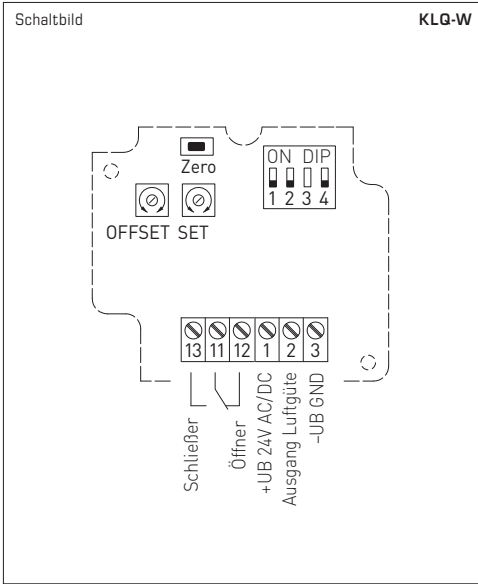 Schaltbild KLQ-W
Zero
ON DIP
1 2 3 4
OFFSET SET
13 11 12 1 2 3
Schließer
Öffner
+UB 24V AC/DC
Ausgang Luftgüte
-UB GND